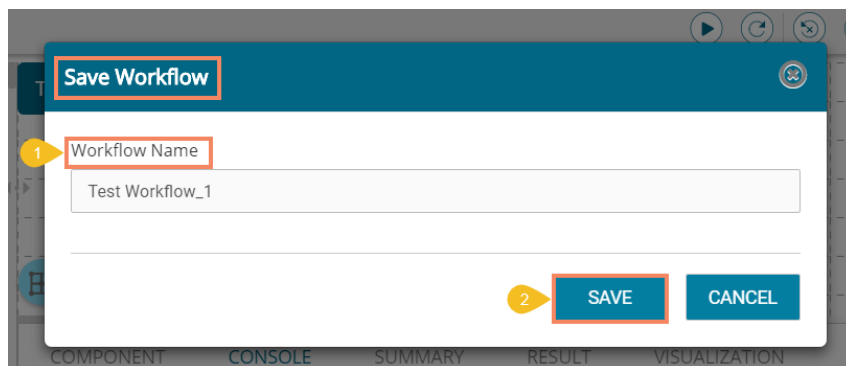 Save Workflow
1
Workflow Name
Test Workflow_1
2
SAVE
CANCEL
COMPONENT
CONSOLE
SUMMARY
RESULT
VISUALIZATION